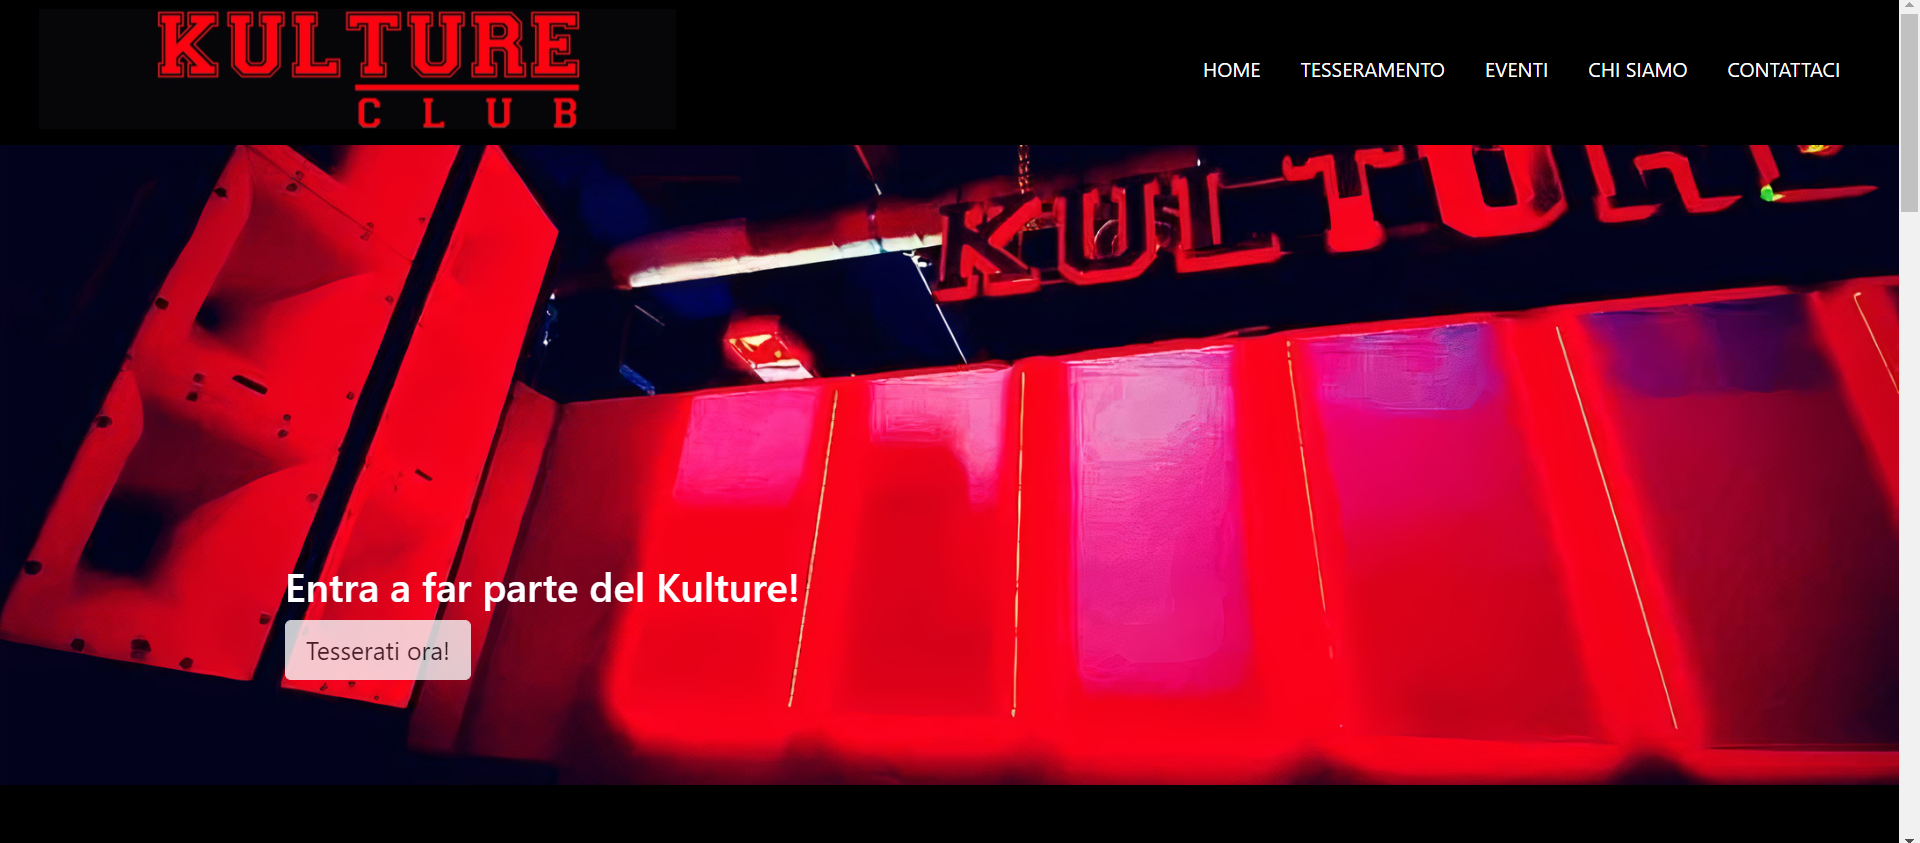 KULTURE
CLUB
HOME TESSERAMENTO EVENTI CHI SIAMO CONTATTACI
KULTURE
Entra a far parte del Kulture!
Tesserati ora!